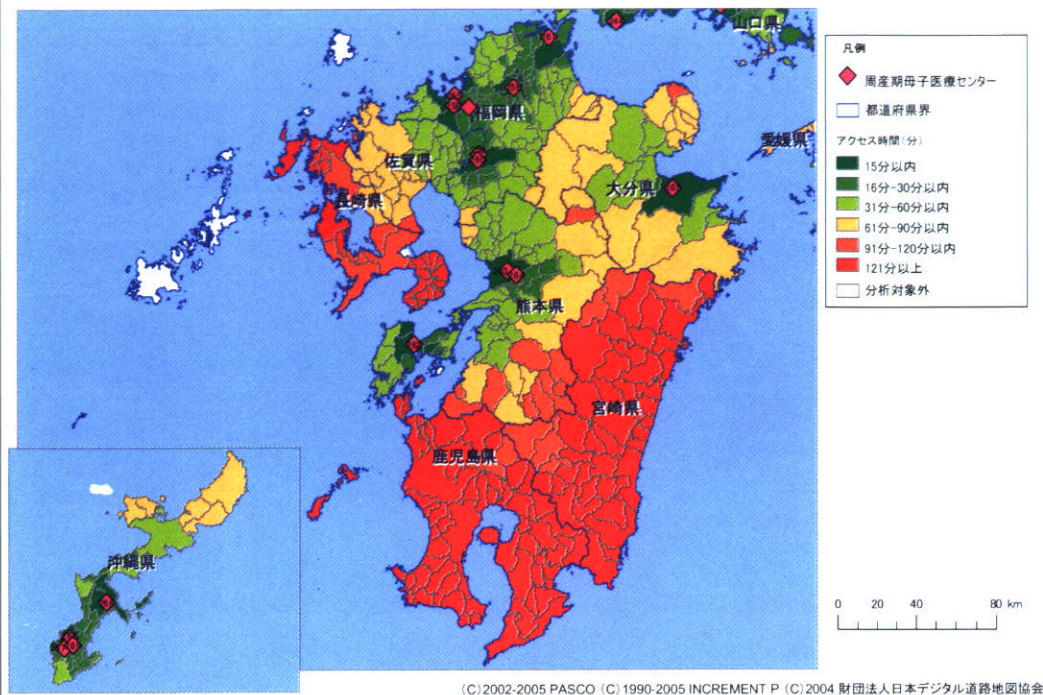 山口県
福岡県
佐賀県
長崎県
大分県
愛媛県
熊本県
宮崎県
鹿児島県
沖縄県
凡例
周産期母子医療センター
都道府県界
アクセス時間(分)
15分以内
16分-30分以内
31分-60分以内
61分-90分以内
91分-120分以内
121分以上
分析対象外
0 20 40 80 km
(C)2002-2005 PASCO (C)1990-2005 INCREMENT P (C)2004 財団法人日本デジタル道路地図協会